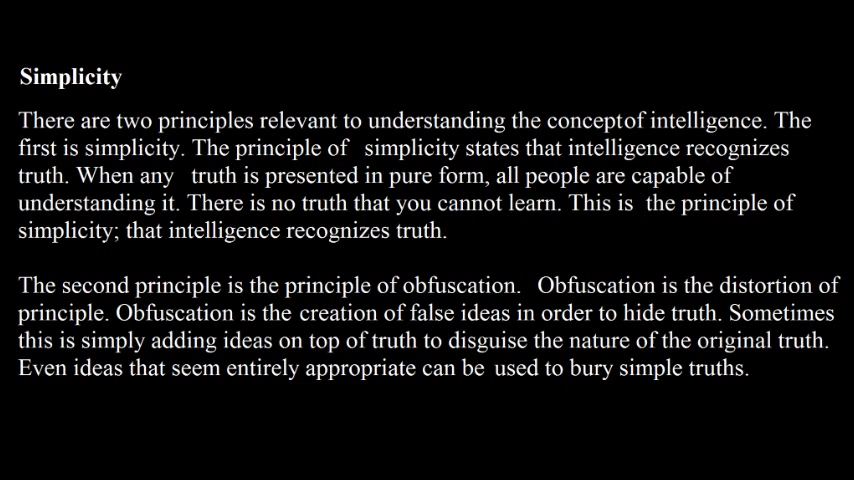 Simplicity
There are two principles relevant to understanding the conceptof intelligence. The
first is simplicity. The principle of simplicity states that intelligence recognizes
truth. When any truth is presented in pure form, all people are capable of
understanding it. There is no truth that you cannot learn. This is the principle of
simplicity; that intelligence recognizes truth.
The second principle is the principle of obfuscation. Obfuscation is the distortion of
principle. Obfuscation is the creation of false ideas in order to hide truth. Sometimes
this is simply adding ideas on top of truth to disguise the nature of the original truth.
Even ideas that seem entirely appropriate can be used to bury simple truths.